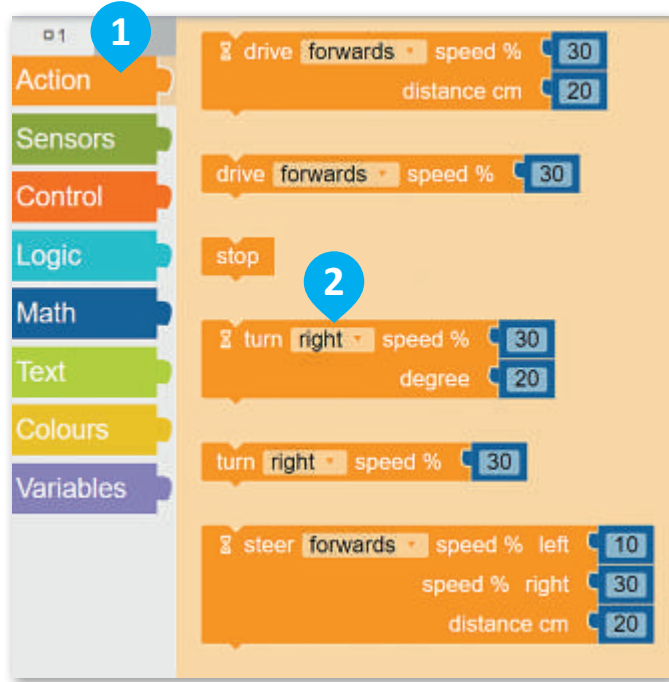 1
1
Action
Sensors
Control
Logic
Math
Text
Colours
Variables
drive forwards speed % 30
distance cm 20
drive forwards speed % 30
stop
2
turn right speed % 30
degree 20
turn right speed % 30
steer forwards speed % left 10
speed % right 30
distance cm 20